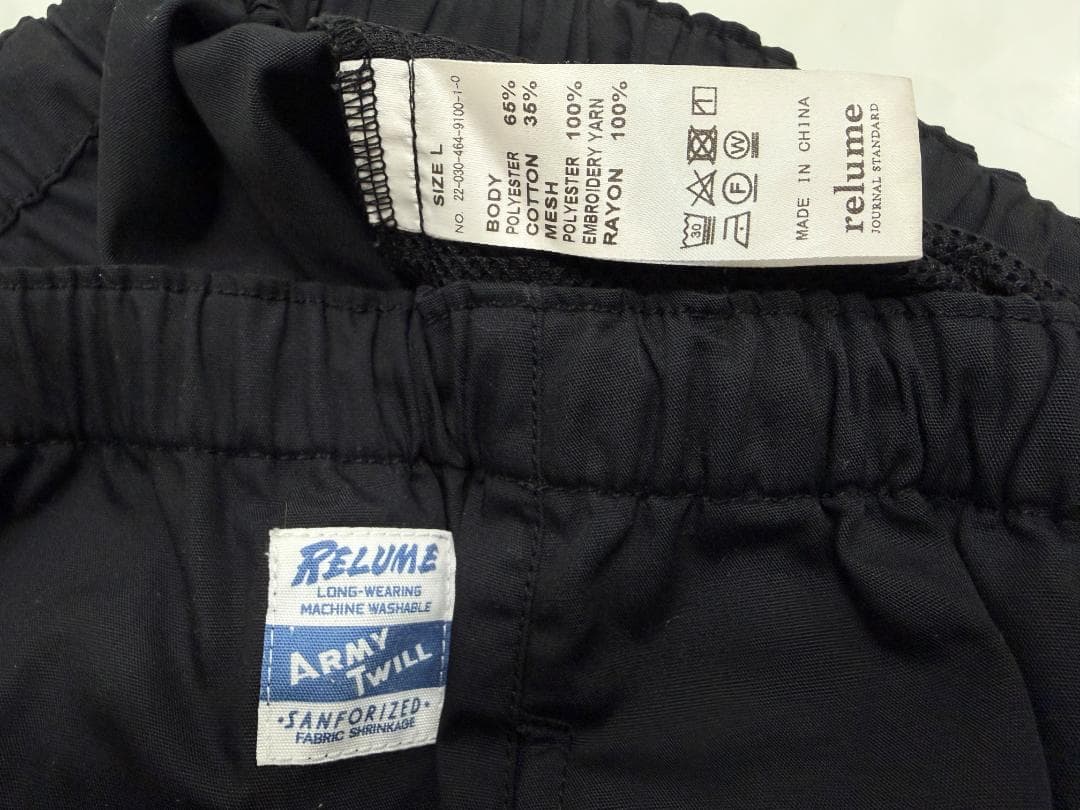 SIZE L
NO. 22-030-464-9100-1-0
BODY
POLYESTER 65%
COTTON 35%
MESH
POLYESTER 100%
EMBROIDERY YARN
RAYON 100%
30
F
W
MADE IN CHINA
relume
JOURNAL STANDARD
RELUME
LONG-WEARING
MACHINE WASHABLE
ARMY
TWILL
·SANFORIZED·
FABRIC SHRINKAGE